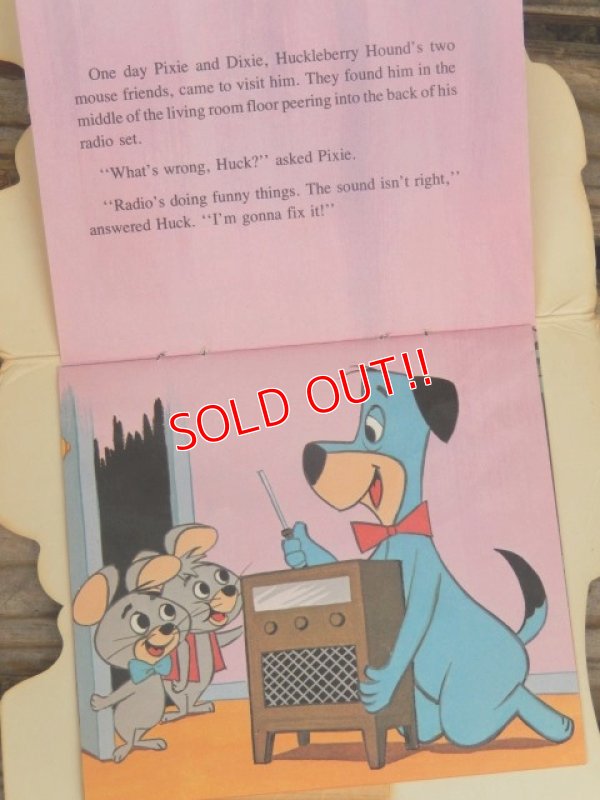 One day Pixie and Dixie, Huckleberry Hound's two
mouse friends, came to visit him. They found him in the
middle of the living room floor peering into the back of his
radio set.
"What's wrong, Huck?" asked Pixie.
"Radio's doing funny things. The sound isn't right,"
answered Huck. "I'm gonna fix it!"
SOLD OUT!!